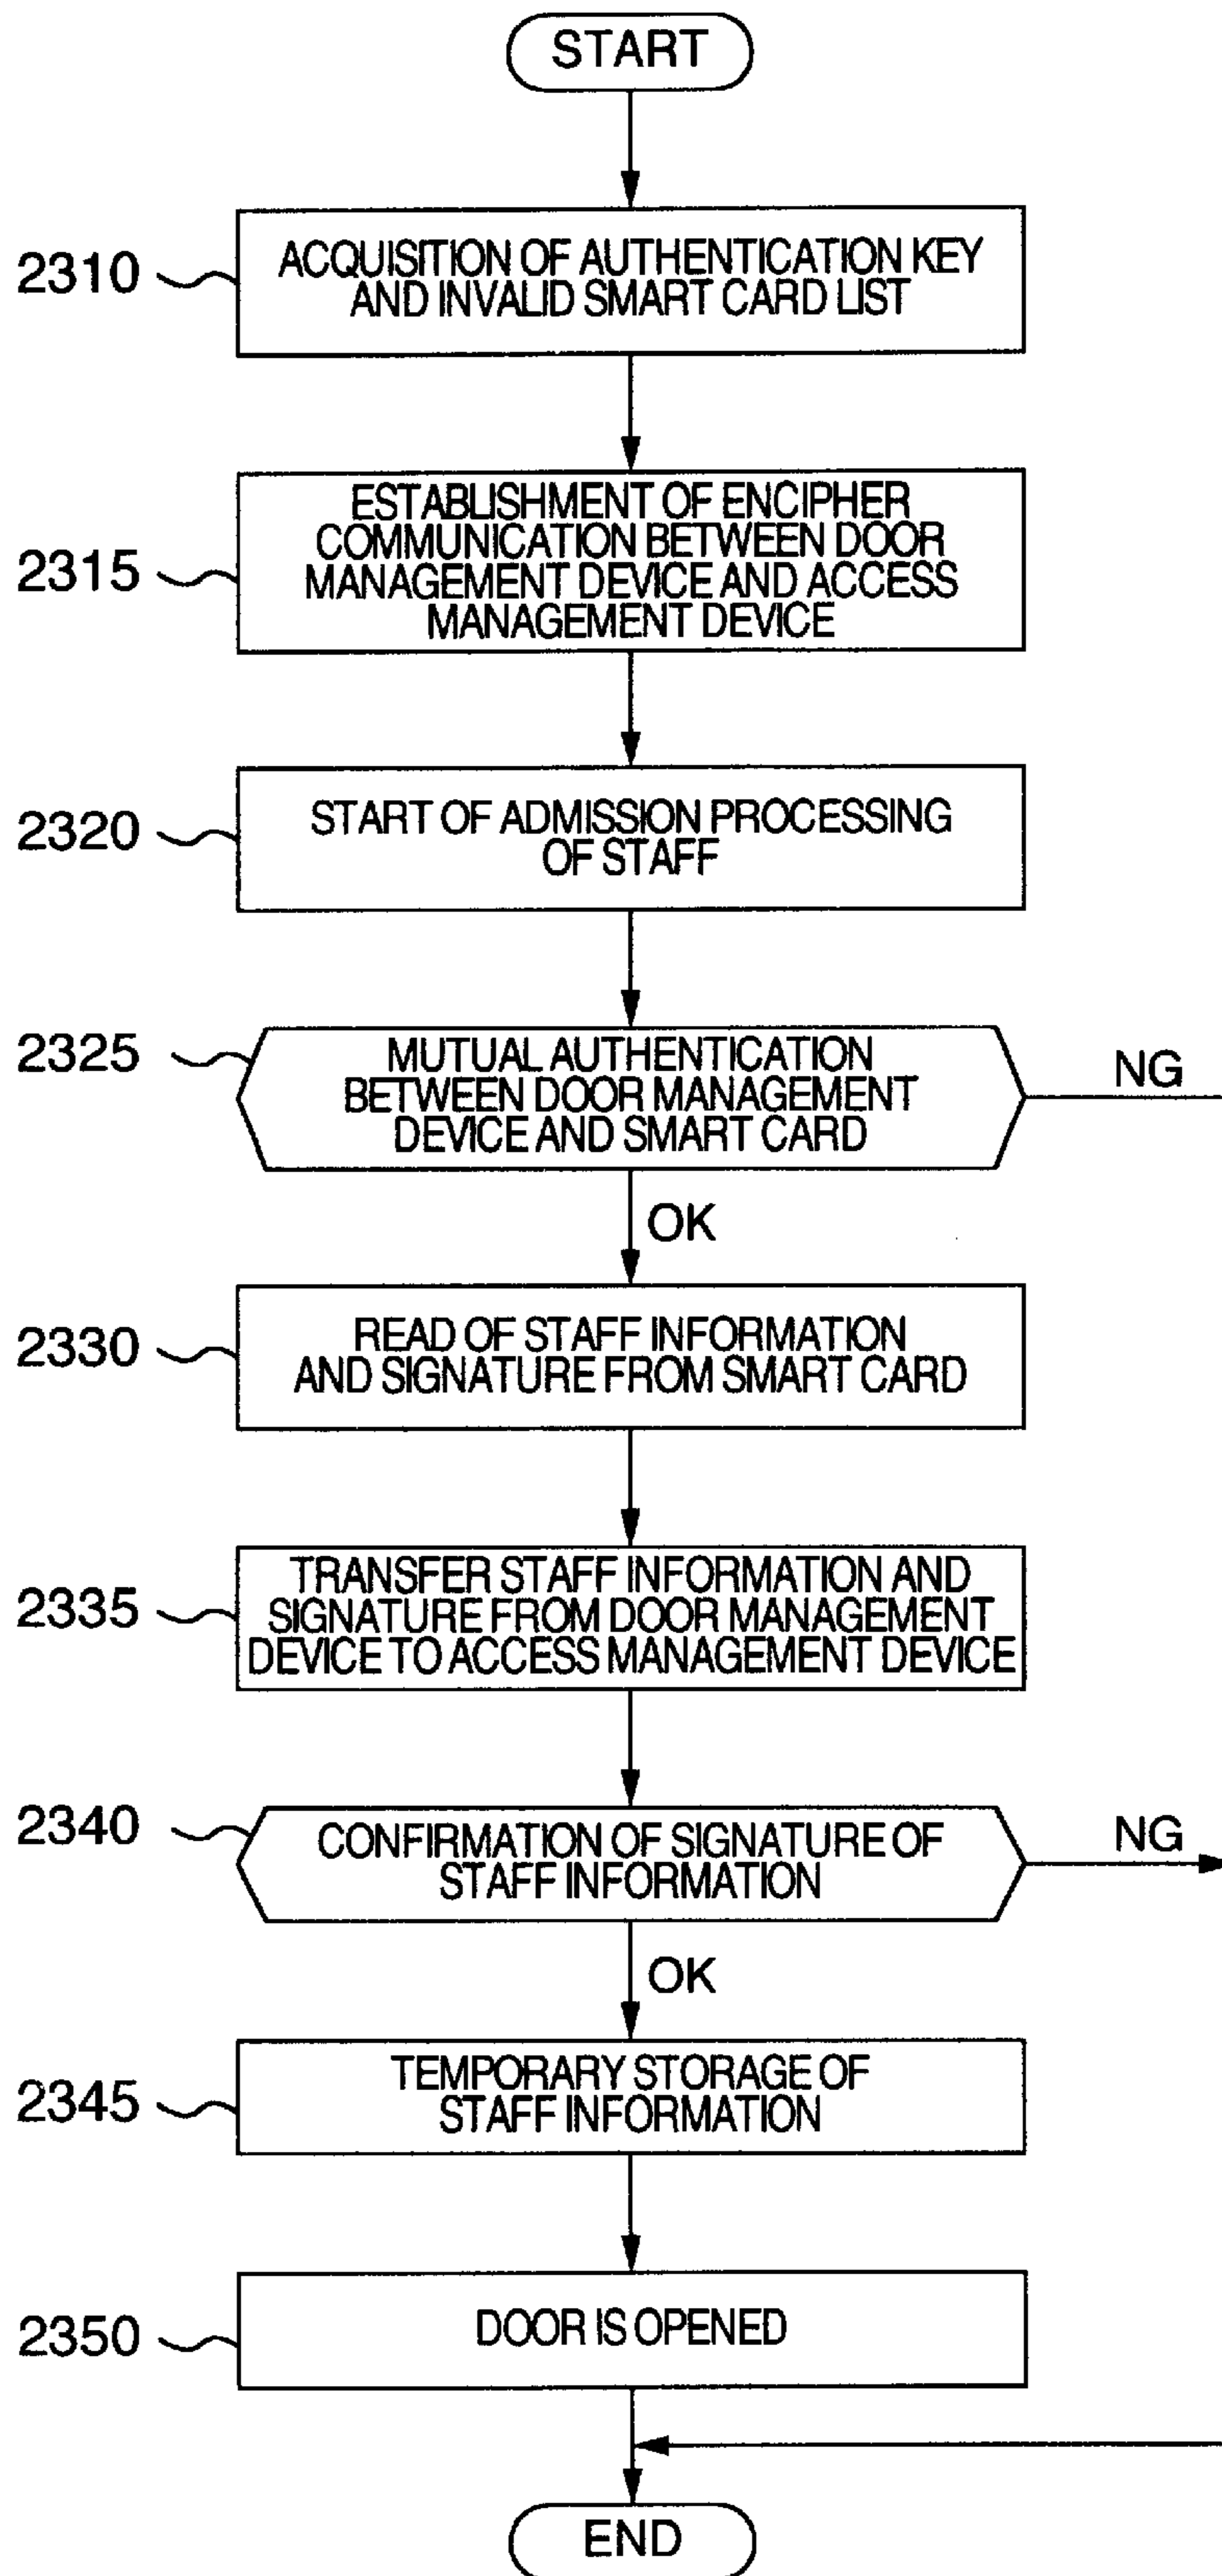 START
2310
ACQUISITION OF AUTHENTICATION KEY
AND INVALID SMART CARD LIST
2315
ESTABLISHMENT OF ENCIPHER
COMMUNICATION BETWEEN DOOR
MANAGEMENT DEVICE AND ACCESS
MANAGEMENT DEVICE
2320
START OF ADMISSION PROCESSING
OF STAFF
2325
MUTUAL AUTHENTICATION
BETWEEN DOOR MANAGEMENT
DEVICE AND SMART CARD
NG
OK
2330
READ OF STAFF INFORMATION
AND SIGNATURE FROM SMART CARD
2335
TRANSFER STAFF INFORMATION AND
SIGNATURE FROM DOOR MANAGEMENT
DEVICE TO ACCESS MANAGEMENT DEVICE
2340
CONFIRMATION OF SIGNATURE OF
STAFF INFORMATION
NG
OK
2345
TEMPORARY STORAGE OF
STAFF INFORMATION
2350
DOOR IS OPENED
END